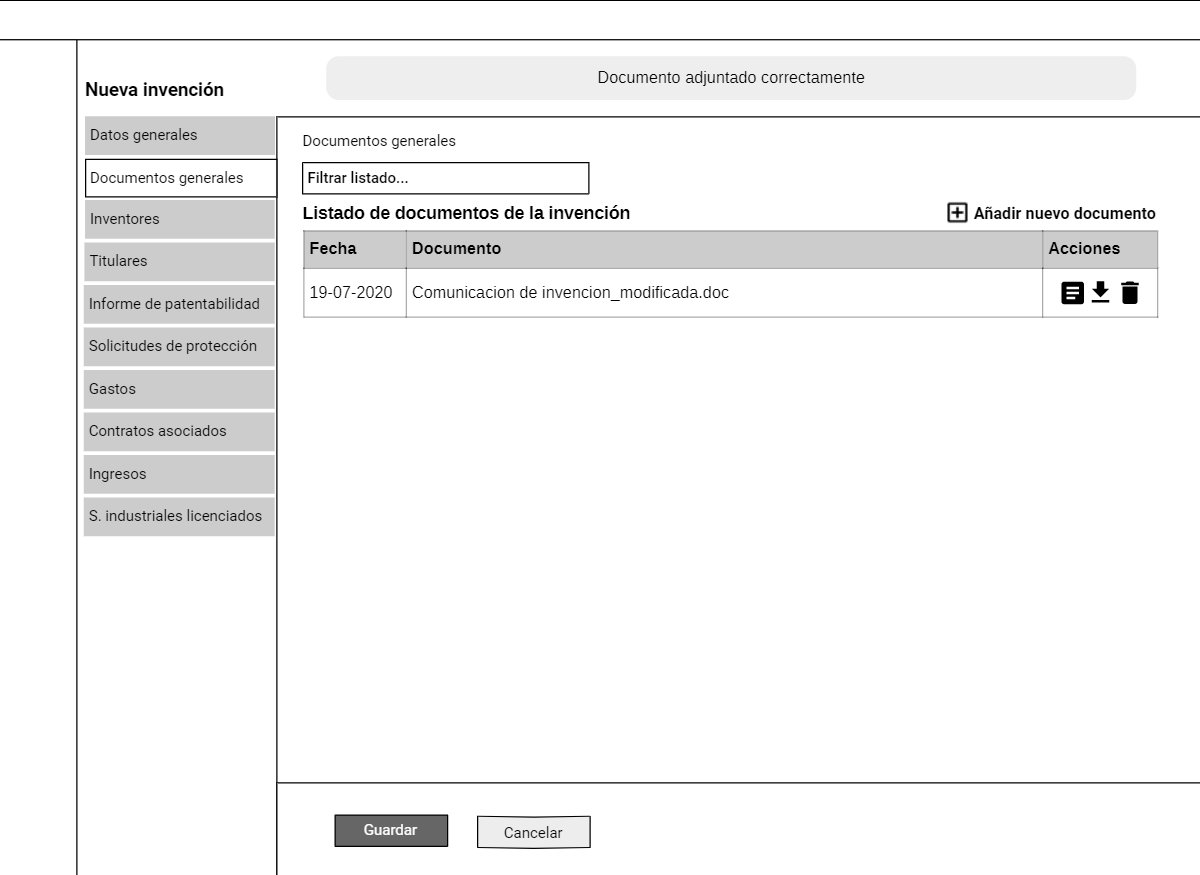 Documento adjuntado correctamente
Nueva invención
Datos generales
Documentos generales
Inventores
Titulares
Informe de patentabilidad
Solicitudes de protección
Gastos
Contratos asociados
Ingresos
S. industriales licenciados
Documentos generales
Filtrar listado...
Listado de documentos de la invención
Añadir nuevo documento
Fecha Documento Acciones
19-07-2020 Comunicacion de invencion_modificada.doc
Guardar
Cancelar